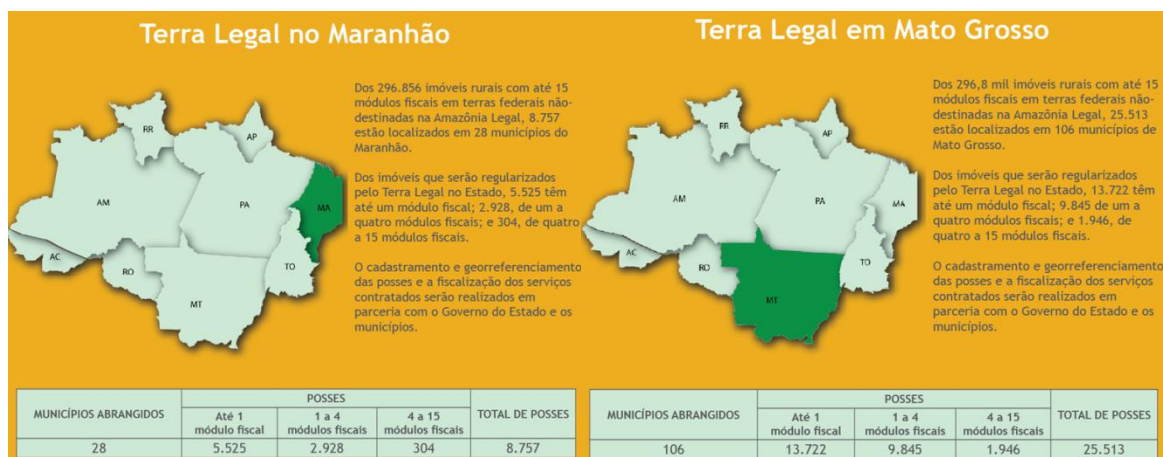 Terra Legal no Maranhão
Dos 296.856 imóveis rurais com até 15
módulos fiscais em terras federais não-
destinadas na Amazônia Legal, 8.757
estão localizados em 28 municípios do
Maranhão.
Dos imóveis que serão regularizados
pelo Terra Legal no Estado, 5.525 têm
até um módulo fiscal; 2.928, de um a
quatro módulos fiscais; e 304, de quatro
a 15 módulos fiscais.
O cadastramento e georreferenciamento
das posses e a fiscalização dos serviços
contratados serão realizados em
parceria com o Governo do Estado e os
municípios.
RR
AP
AM
PA
MA
AC
RO
TO
MT
MUNICÍPIOS ABRANGIDOS
POSSES
TOTAL DE POSSES
Até 1
módulo fiscal
1 a 4
módulos fiscais
4 a 15
módulos fiscais
28 5.525 2.928 304 8.757
Terra Legal em Mato Grosso
Dos 296,8 mil imóveis rurais com até 15
módulos fiscais em terras federais não-
destinadas na Amazônia Legal, 25.513
estão localizados em 106 municípios de
Mato Grosso.
Dos imóveis que serão regularizados
pelo Terra Legal no Estado, 13.722 têm
até um módulo fiscal; 9.845 de um a
quatro módulos fiscais; e 1.946, de
quatro a 15 módulos fiscais.
O cadastramento e georreferenciamento
das posses e a fiscalização dos serviços
contratados serão realizados em
parceria com o Governo do Estado e os
municípios.
RR
AP
AM
PA
MA
AC
RO
TO
MT
MUNICÍPIOS ABRANGIDOS
POSSES
TOTAL DE POSSES
Até 1
módulo fiscal
1 a 4
módulos fiscais
4 a 15
módulos fiscais
106 13.722 9.845 1.946 25.513